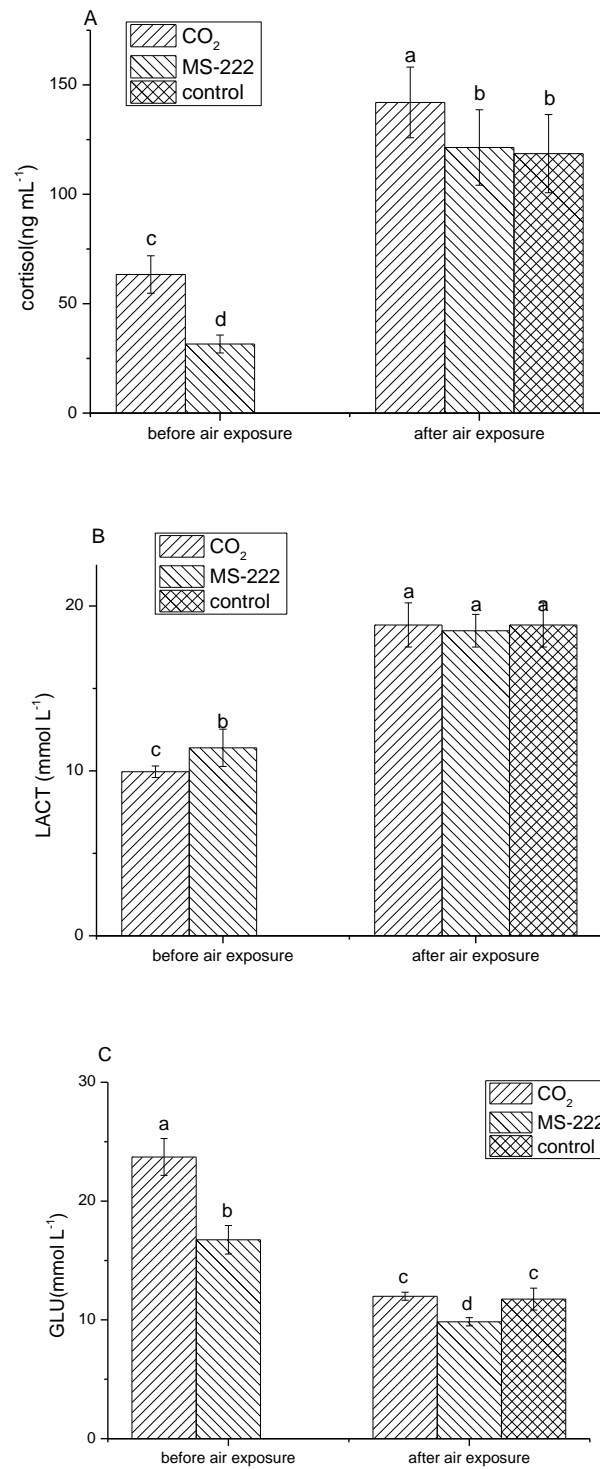 A
CO2
MS-222
control
150
100
50
0
cortisol(ng mL-1)
a
b
b
c
d
before air exposure
after air exposure
B
CO2
MS-222
control
20
10
0
LACT (mmol L-1)
a
a
a
b
c
before air exposure
after air exposure
C
30
20
10
0
GLU(mmol L-1)
CO2
MS-222
control
a
b
c
d
c
before air exposure
after air exposure